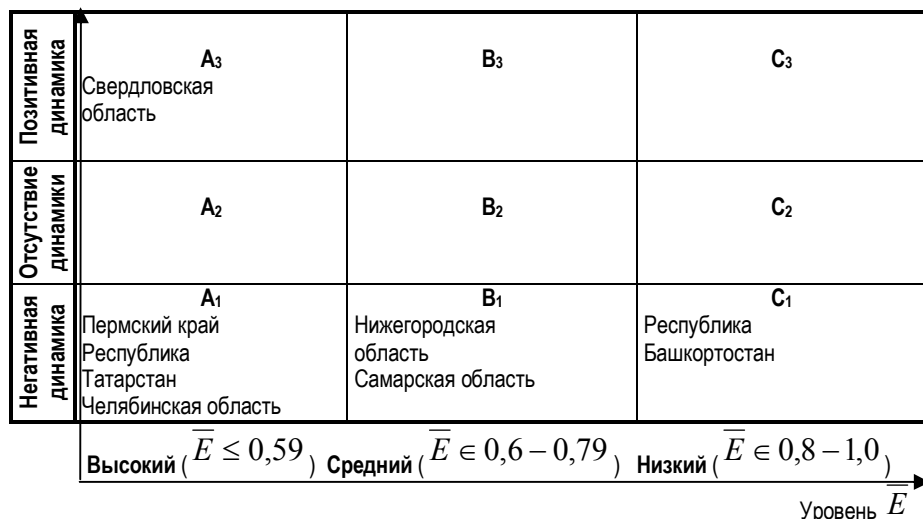 Позитивная
динамика
A3
Свердловская
область
B3
C3
Отсутствие
динамики
A2
B2
C2
Негативная
динамика
A1
Пермский край
Республика
Татарстан
Челябинская область
B1
Нижегородская
область
Самарская область
C1
Республика
Башкортостан
Высокий ( E̅ ≤ 0,59 ) Средний ( E̅ ∈ 0,6 – 0,79 ) Низкий ( E̅ ∈ 0,8 – 1,0 )
Уровень E̅